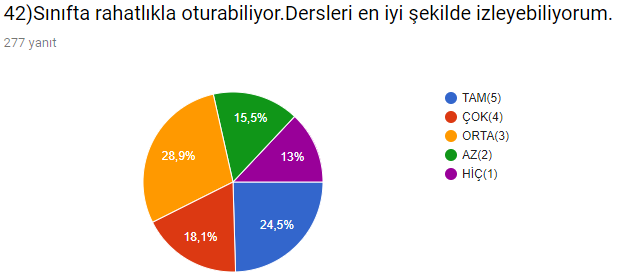 42)Sınıfta rahatlıkla oturabiliyor.Dersleri en iyi şekilde izleyebiliyorum.
277 yanıt
TAM(5)
ÇOK(4)
ORTA(3)
AZ(2)
HİÇ(1)
15,5%
28,9%
13%
24,5%
18,1%